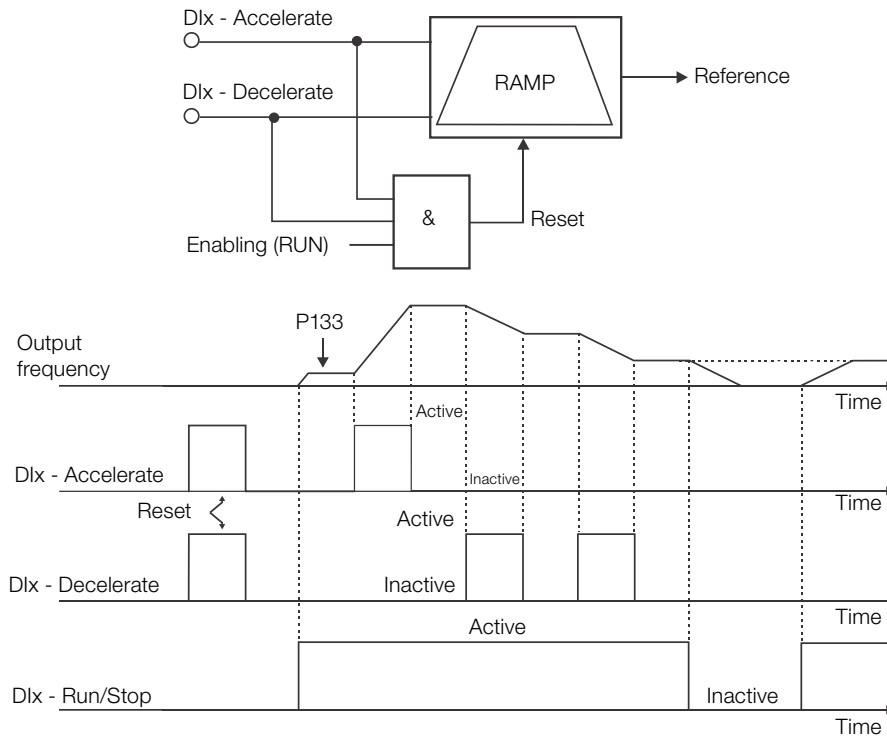 DIx - Accelerate
DIx - Decelerate
RAMP
Reference
&
Reset
Enabling (RUN)
P133
Output
frequency
Time
Active
DIx - Accelerate
Inactive
Time
Reset
Active
DIx - Decelerate
Inactive
Time
Active
DIx - Run/Stop
Inactive
Time